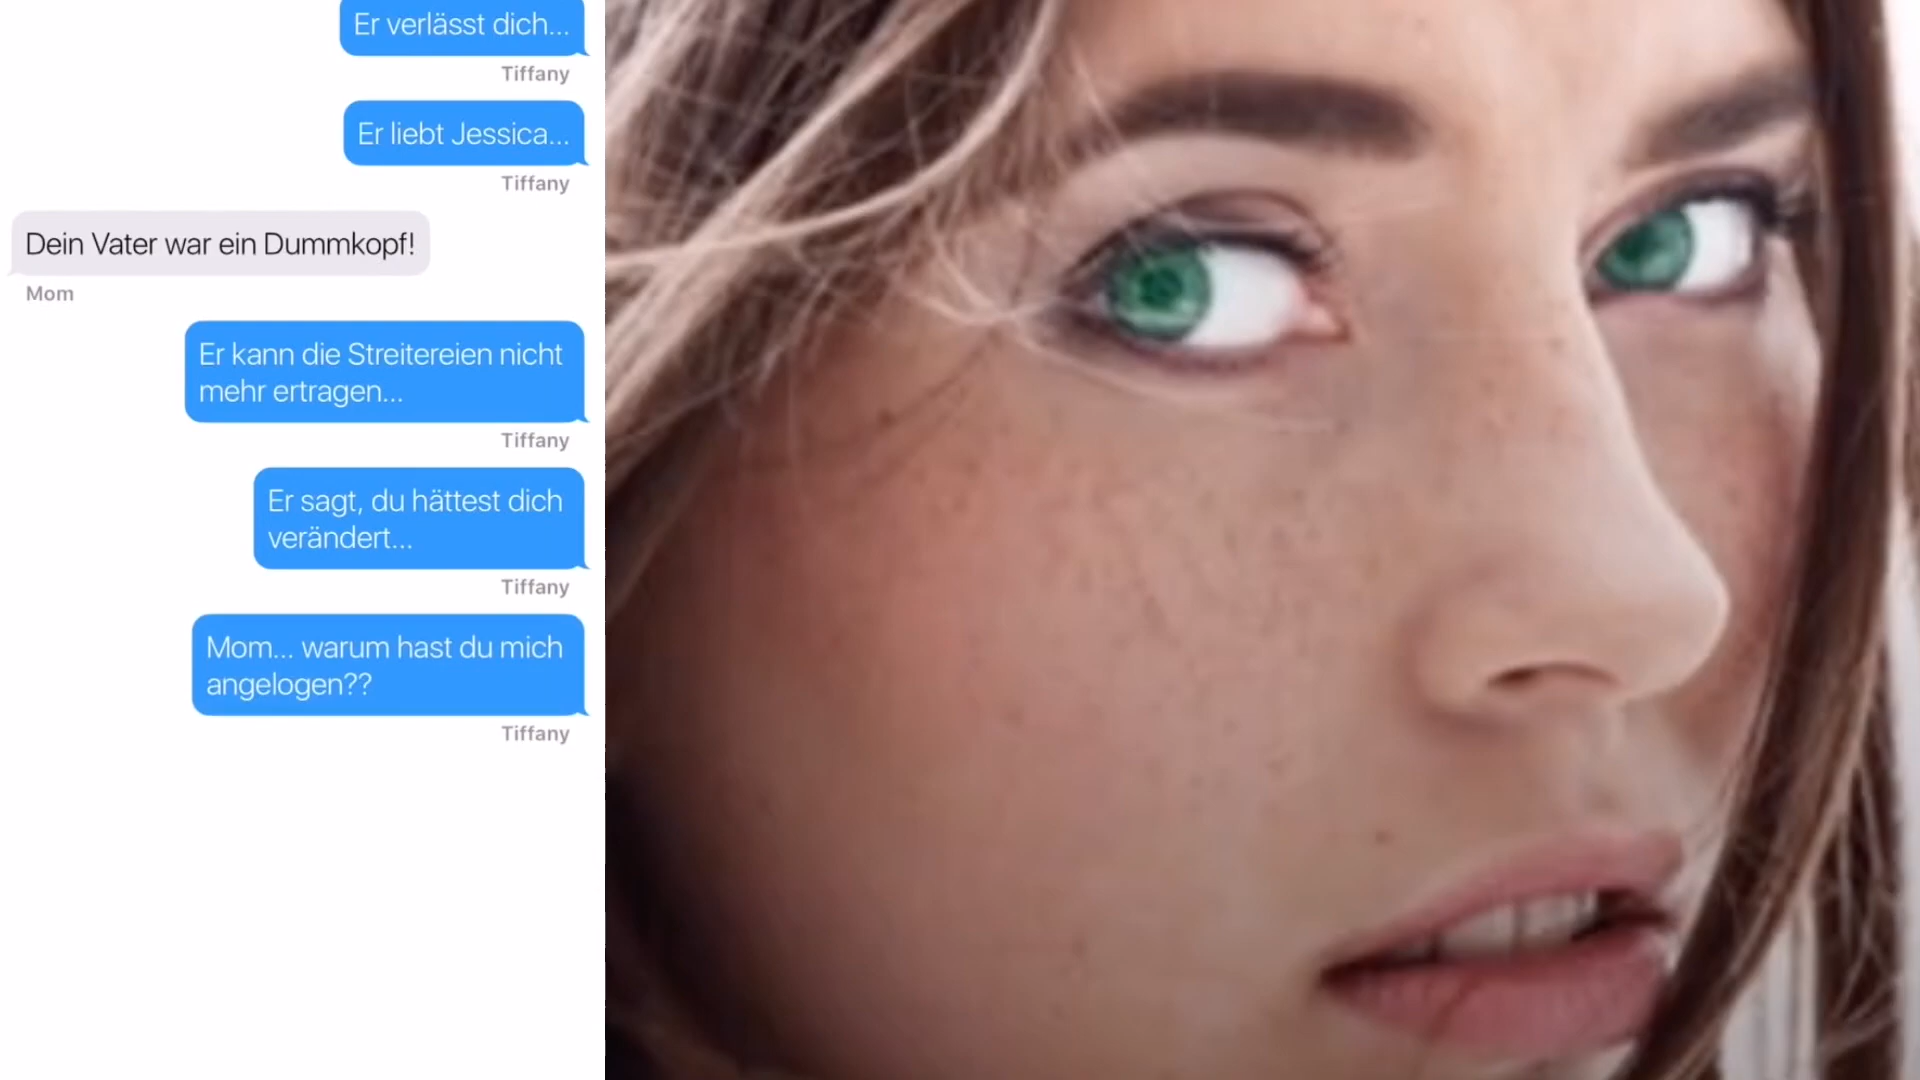 Er verlässt dich...
Tiffany
Er liebt Jessica...
Tiffany
Dein Vater war ein Dummkopf!
Mom
Er kann die Streitereien nicht
mehr ertragen...
Tiffany
Er sagt, du hättest dich
verändert...
Tiffany
Mom... warum hast du mich
angelogen??
Tiffany